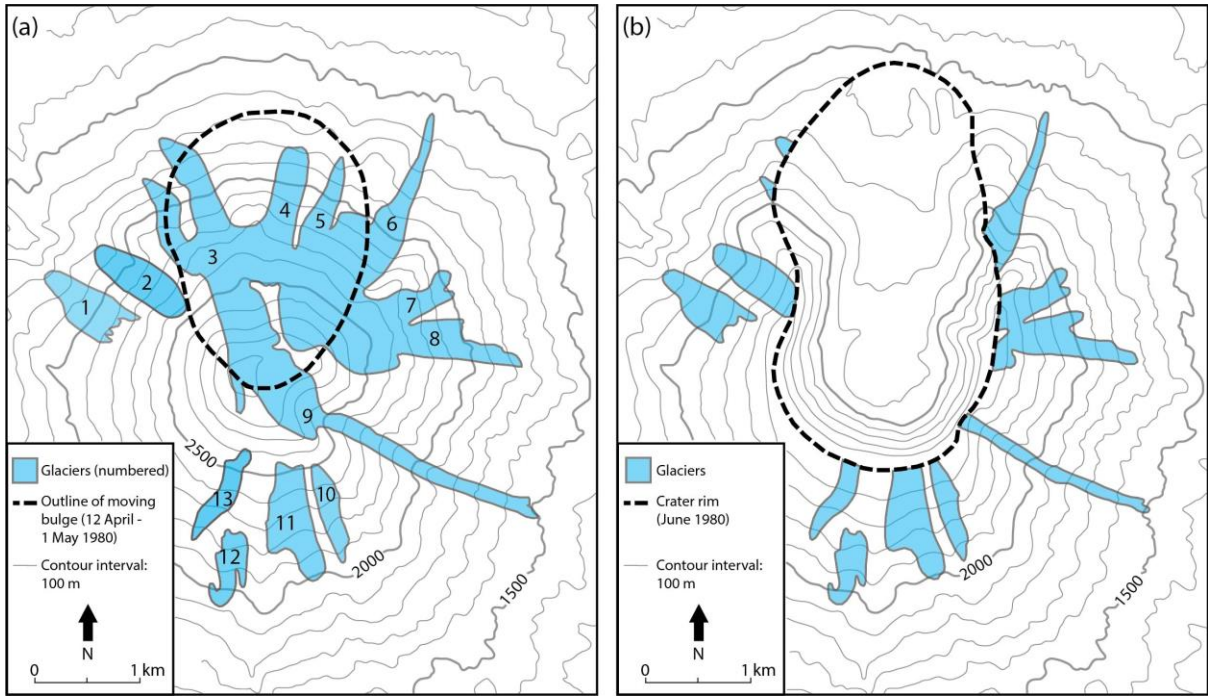 (a)
4
5
6
3
2
1
7
8
9
2500
13
10
11
12
2000
1500
Glaciers (numbered)
Outline of moving
bulge (12 April -
1 May 1980)
Contour interval:
100 m
N
0 1 km
(b)
2000
1500
Glaciers
Crater rim
(June 1980)
Contour interval:
100 m
N
0 1 km